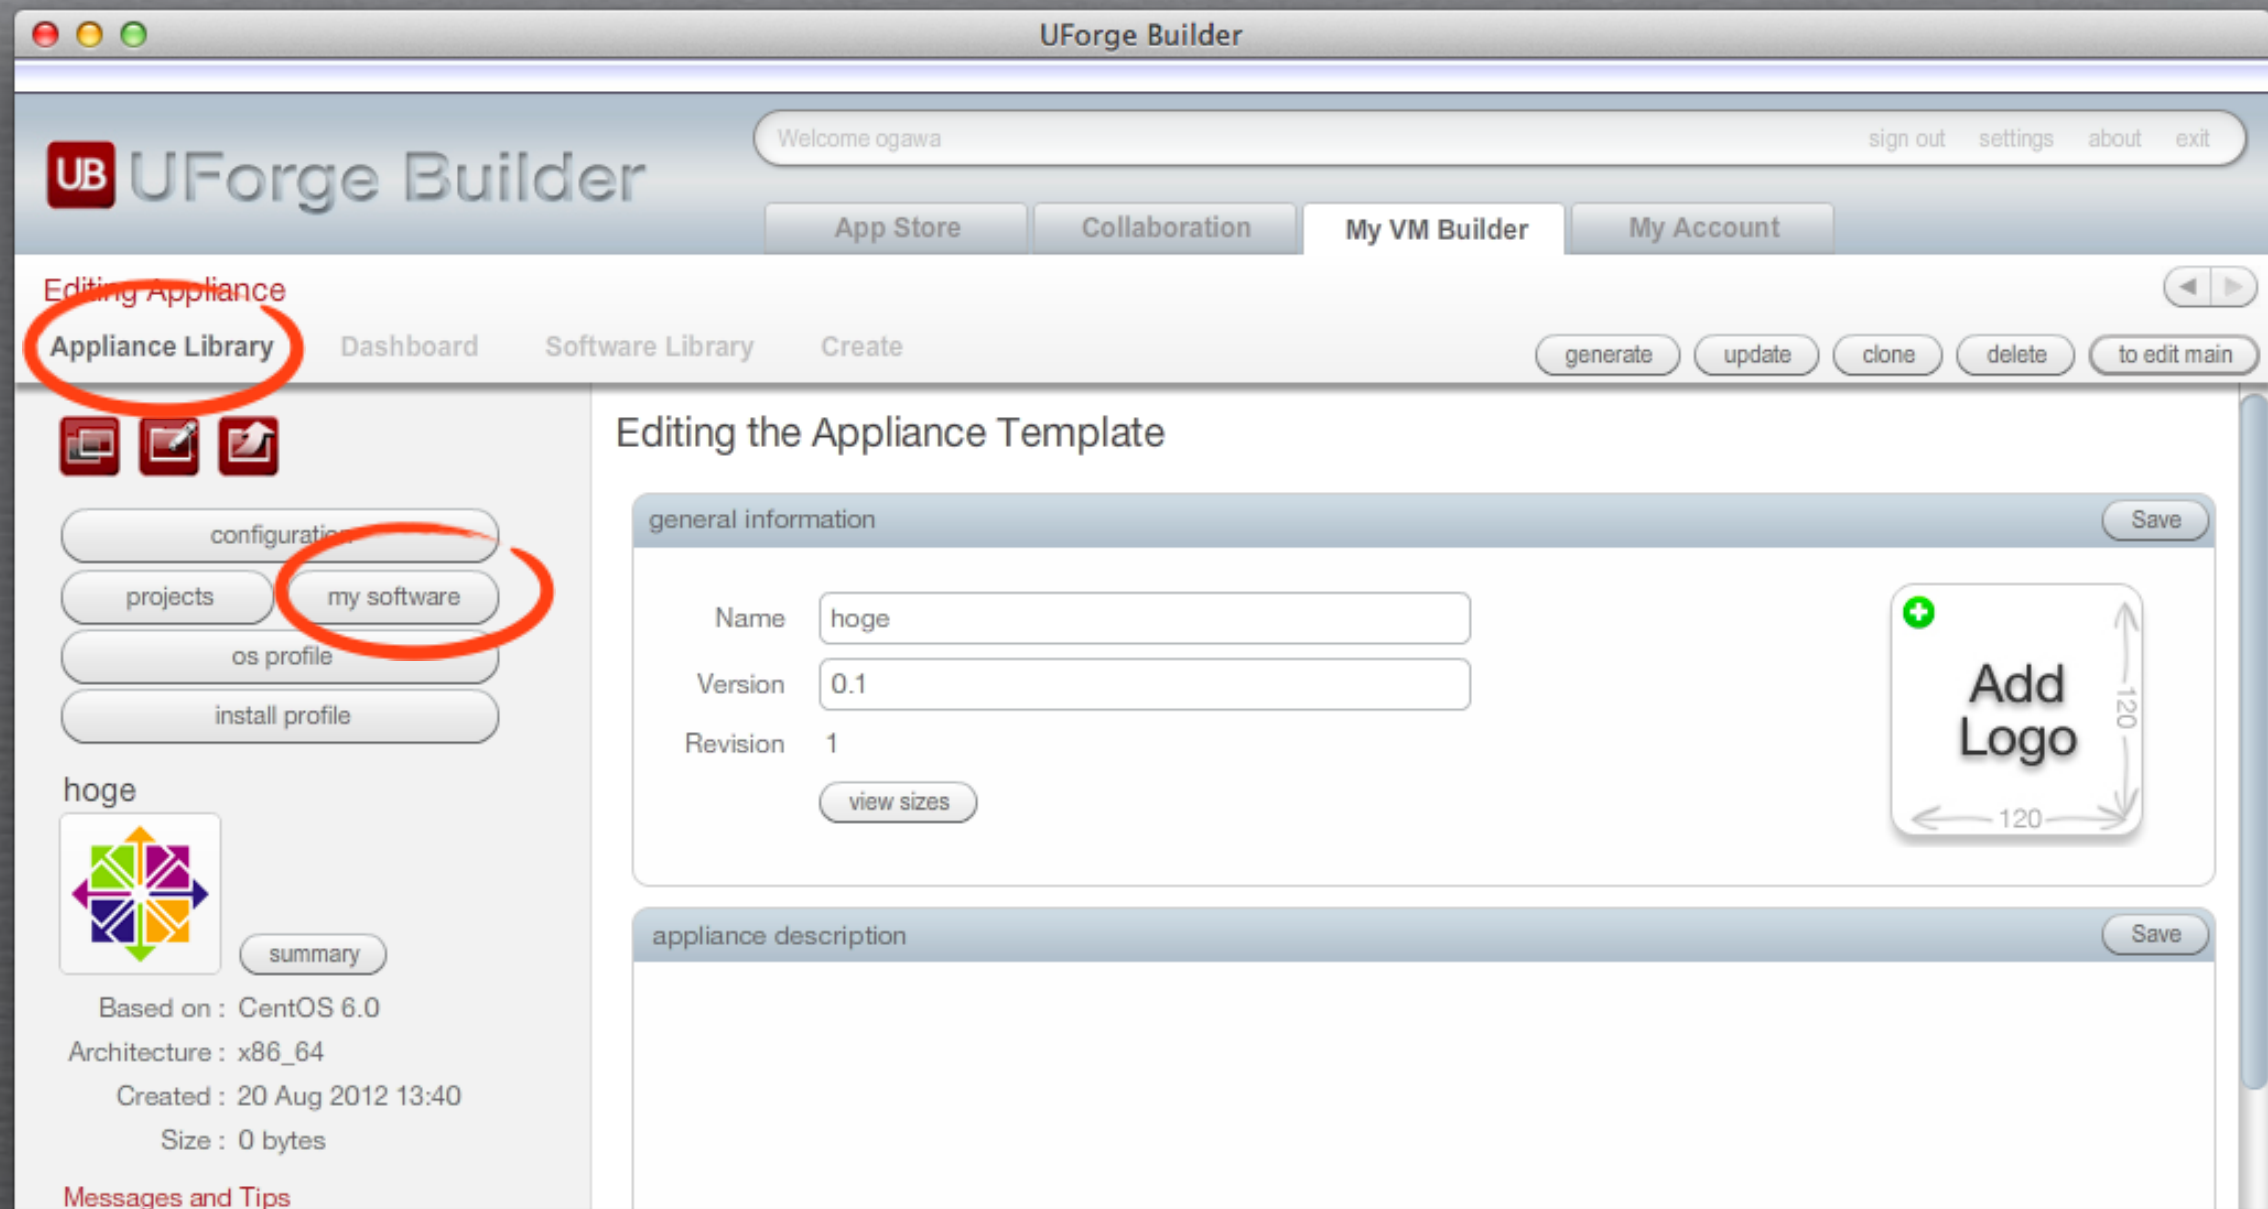 UForge Builder
UB UForge Builder
Welcome ogawa
sign out settings about exit
App Store Collaboration My VM Builder My Account
Editing Appliance
Appliance Library Dashboard Software Library Create
generate update clone delete to edit main
Editing the Appliance Template
configuration
projects my software
os profile
install profile
hoge
summary
Based on : CentOS 6.0
Architecture : x86_64
Created : 20 Aug 2012 13:40
Size : 0 bytes
Messages and Tips
general information Save
Name hoge
Version 0.1
Revision 1
view sizes
Add
Logo
120
120
appliance description Save